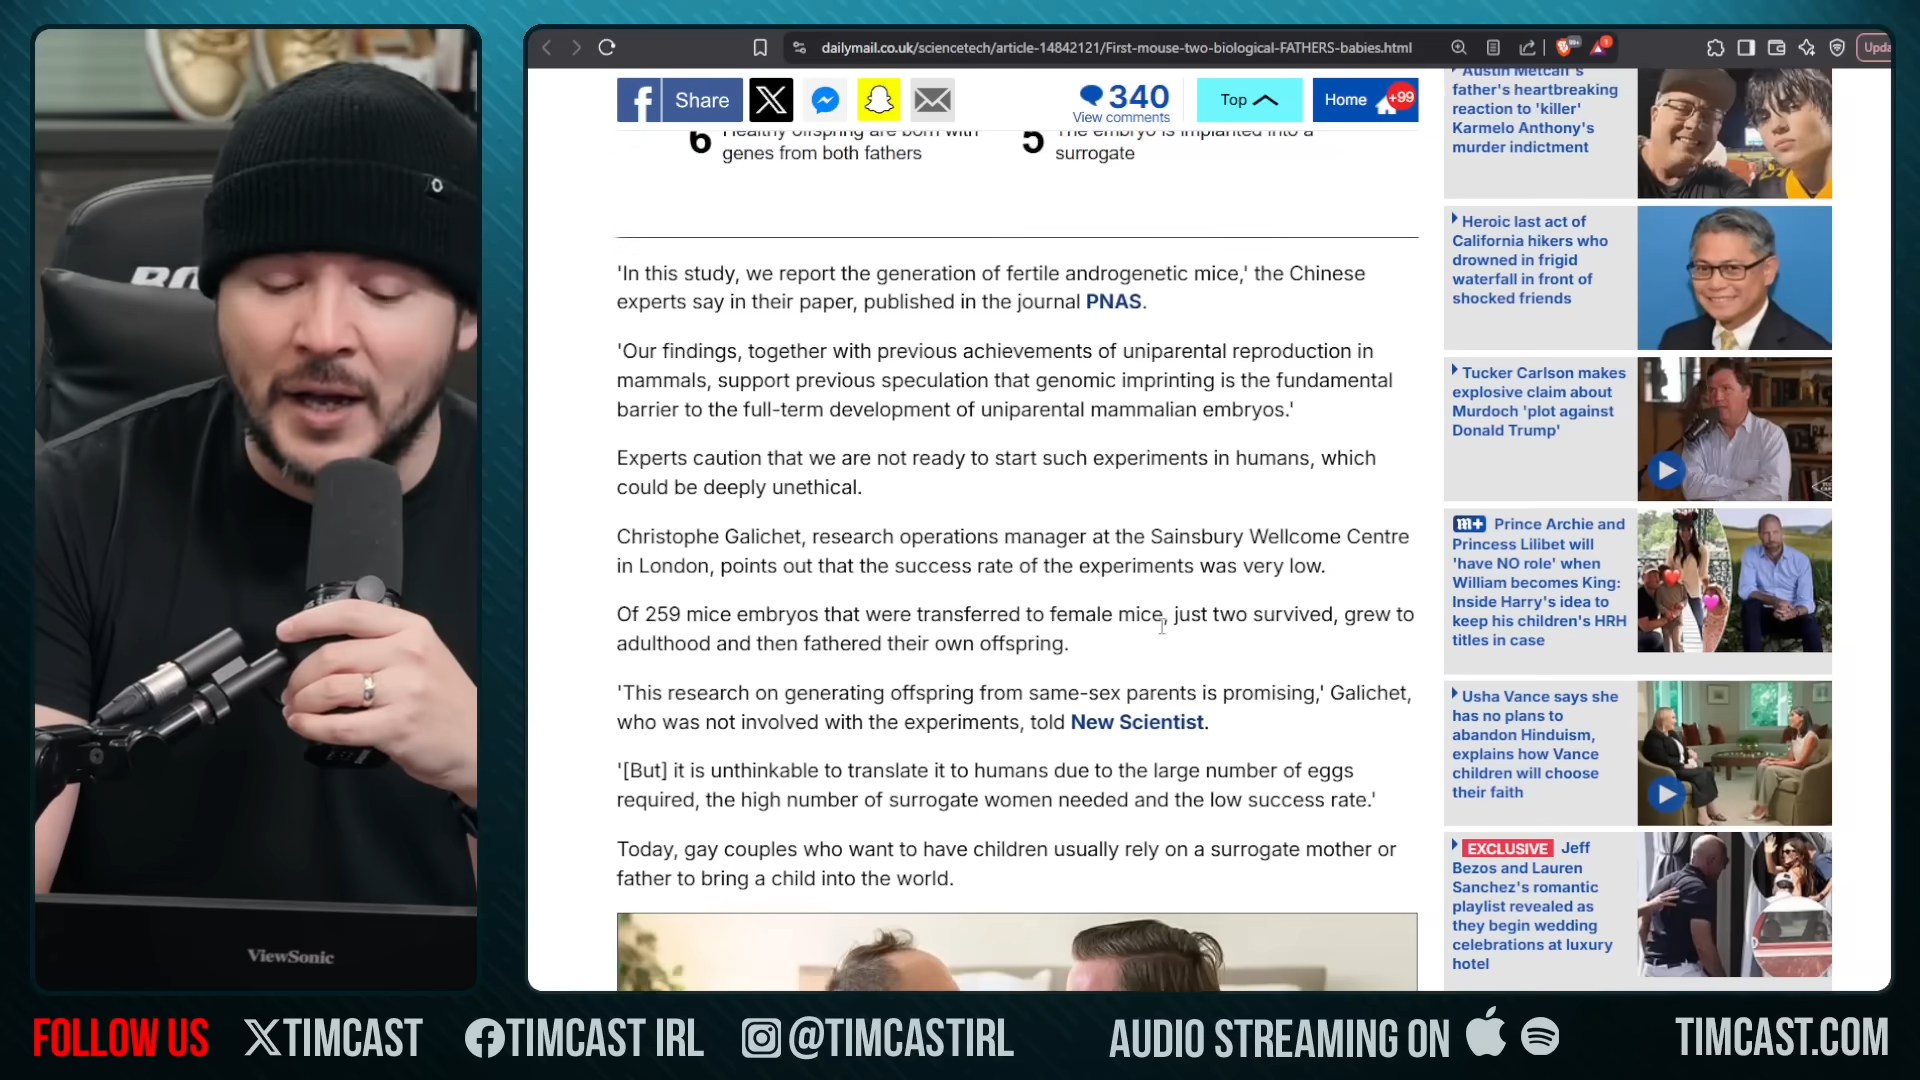 dailymail.co.uk/sciencetech/article-14842121/First-mouse-two-biological-FATHERS-babies.html
Upda
Share
340
View comments
Top
Home
+99
6 Healthy offspring are born with
genes from both fathers
5 The embryo is implanted into a
surrogate
'In this study, we report the generation of fertile androgenetic mice,' the Chinese
experts say in their paper, published in the journal PNAS.
'Our findings, together with previous achievements of uniparental reproduction in
mammals, support previous speculation that genomic imprinting is the fundamental
barrier to the full-term development of uniparental mammalian embryos.'
Experts caution that we are not ready to start such experiments in humans, which
could be deeply unethical.
Christophe Galichet, research operations manager at the Sainsbury Wellcome Centre
in London, points out that the success rate of the experiments was very low.
Of 259 mice embryos that were transferred to female mice, just two survived, grew to
adulthood and then fathered their own offspring.
'This research on generating offspring from same-sex parents is promising,' Galichet,
who was not involved with the experiments, told New Scientist.
'[But] it is unthinkable to translate it to humans due to the large number of eggs
required, the high number of surrogate women needed and the low success rate.'
Today, gay couples who want to have children usually rely on a surrogate mother or
father to bring a child into the world.
Austin Metcalf's
father's heartbreaking
reaction to 'killer'
Karmelo Anthony's
murder indictment
Heroic last act of
California hikers who
drowned in frigid
waterfall in front of
shocked friends
Tucker Carlson makes
explosive claim about
Murdoch 'plot against
Donald Trump'
m+ Prince Archie and
Princess Lilibet will
'have NO role' when
William becomes King:
Inside Harry's idea to
keep his children's HRH
titles in case
Usha Vance says she
has no plans to
abandon Hinduism,
explains how Vance
children will choose
their faith
EXCLUSIVE Jeff
Bezos and Lauren
Sanchez's romantic
playlist revealed as
they begin wedding
celebrations at luxury
hotel
ViewSonic
FOLLOW US
XTIMCAST
TIMCAST IRL
@TIMCASTIRL
AUDIO STREAMING ON
TIMCAST.COM